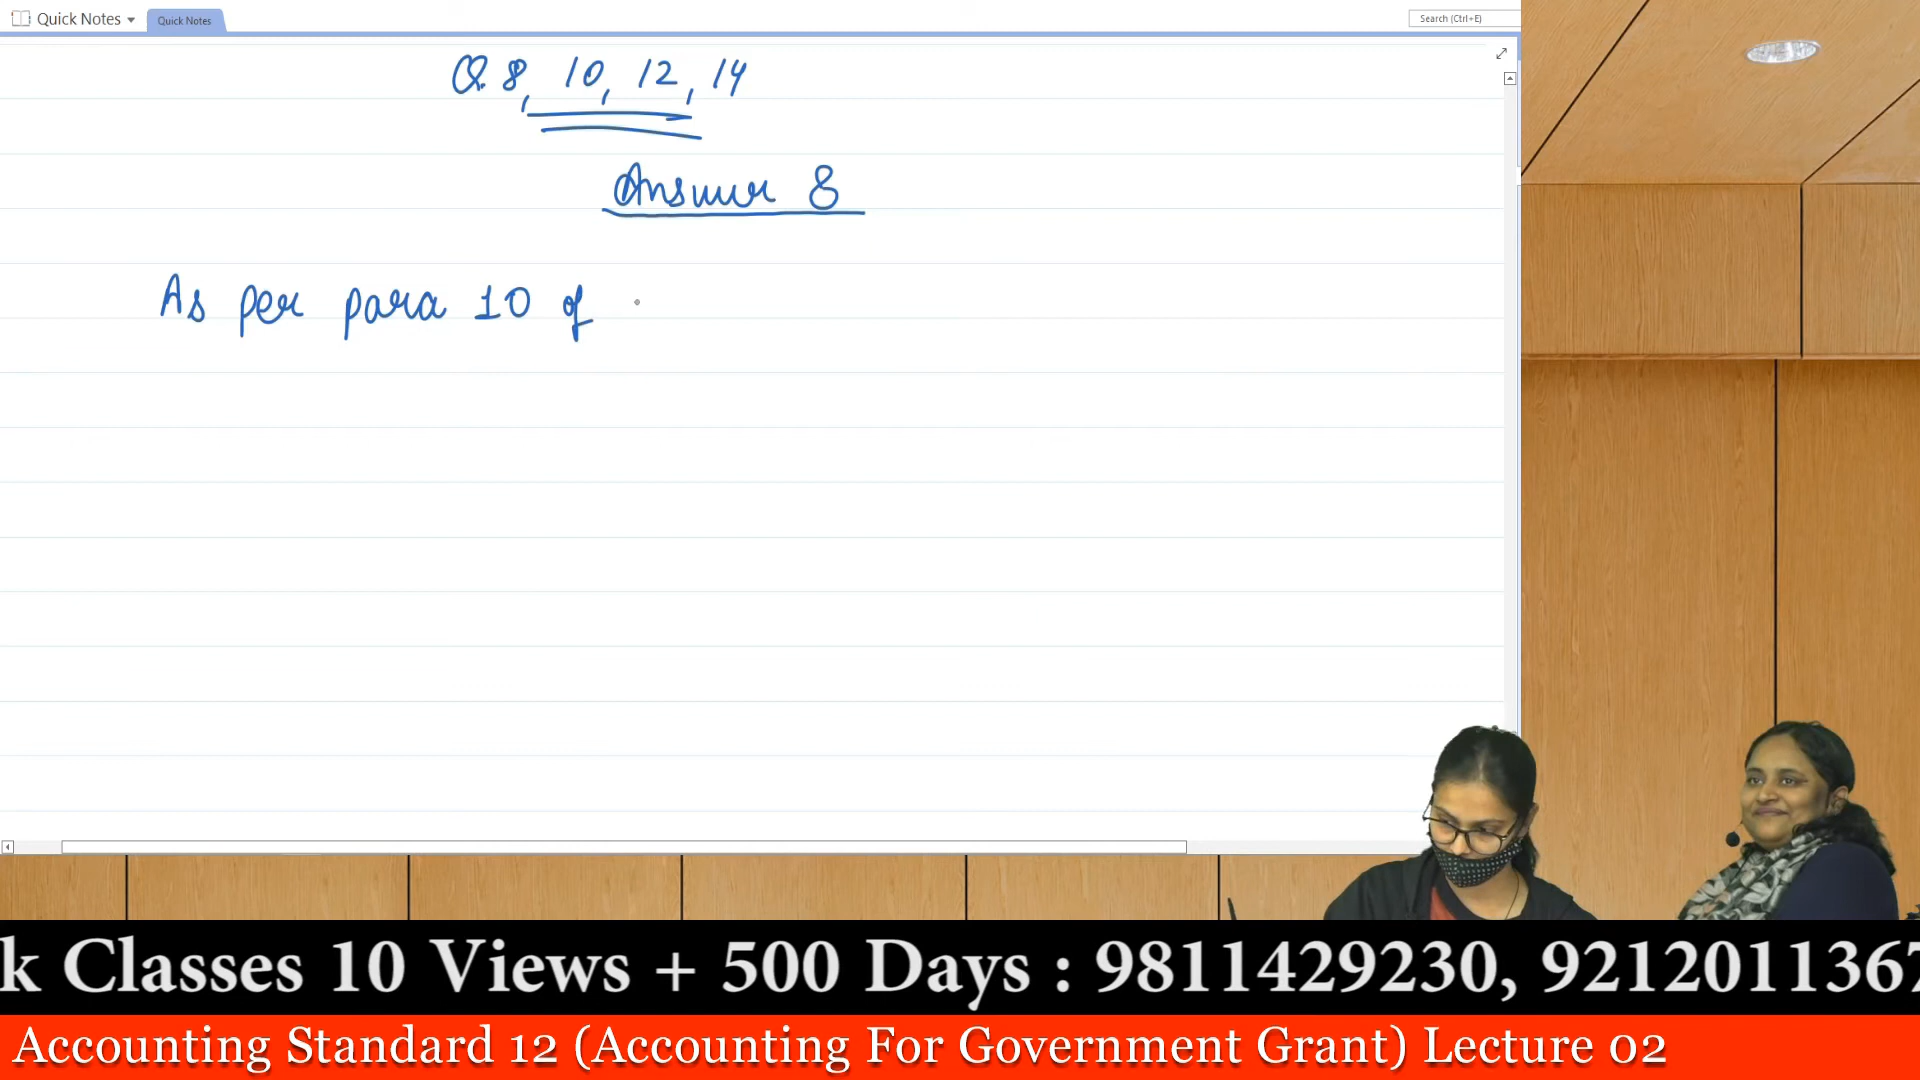 Quick Notes
Quick Notes
Search (Ctrl+E)
Q. 8, 10, 12, 14
Answer 8
As per para 10 of
k Classes 10 Views + 500 Days : 9811429230, 9212011367
Accounting Standard 12 (Accounting For Government Grant) Lecture 02